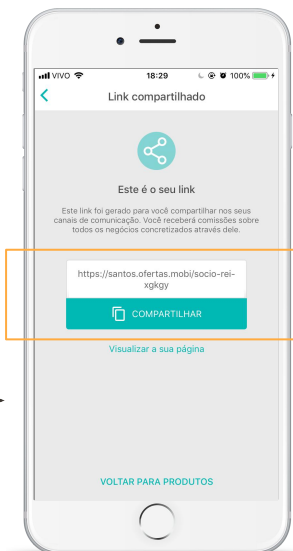 VIVO 18:29 100%
Link compartilhado
Este é o seu link
Este link foi gerado para você compartilhar nos seus
canais de comunicação. Você receberá comissões sobre
todos os negócios concretizados através dele.
https://santos.ofertas.mobi/socio-rei-
xgkgy
COMPARTILHAR
Visualizar a sua página
VOLTAR PARA PRODUTOS